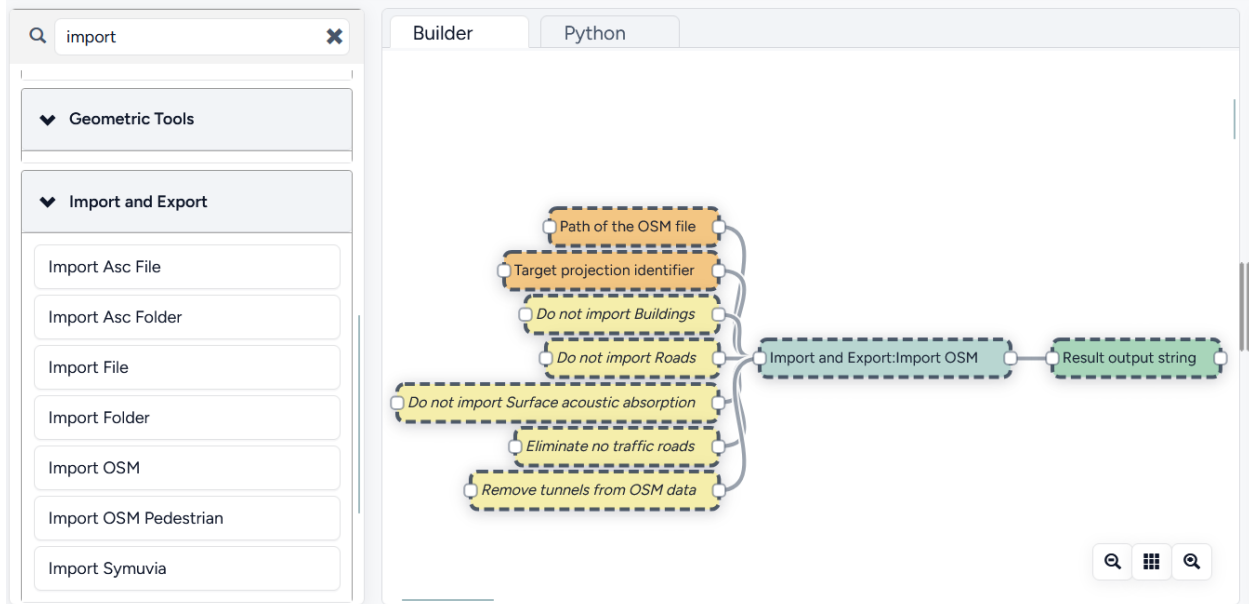 import
Geometric Tools
Import and Export
Import Asc File
Import Asc Folder
Import File
Import Folder
Import OSM
Import OSM Pedestrian
Import Symuvia
Builder
Python
Path of the OSM file
Target projection identifier
Do not import Buildings
Do not import Roads
Do not import Surface acoustic absorption
Eliminate no traffic roads
Remove tunnels from OSM data
Import and Export:Import OSM
Result output string